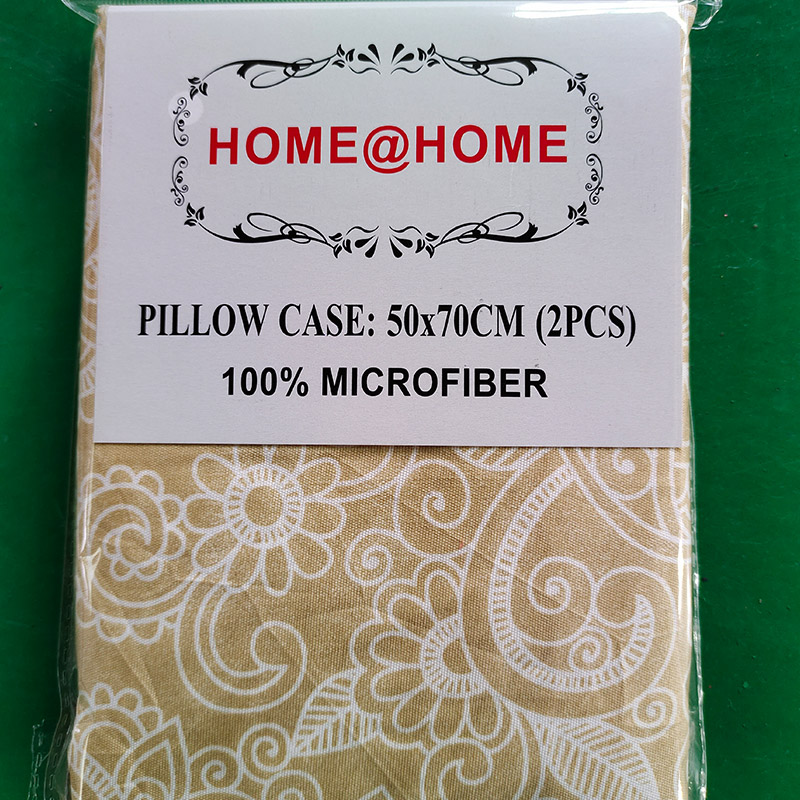 HOME@HOME
PILLOW CASE: 50x70CM (2PCS)
100% MICROFIBER